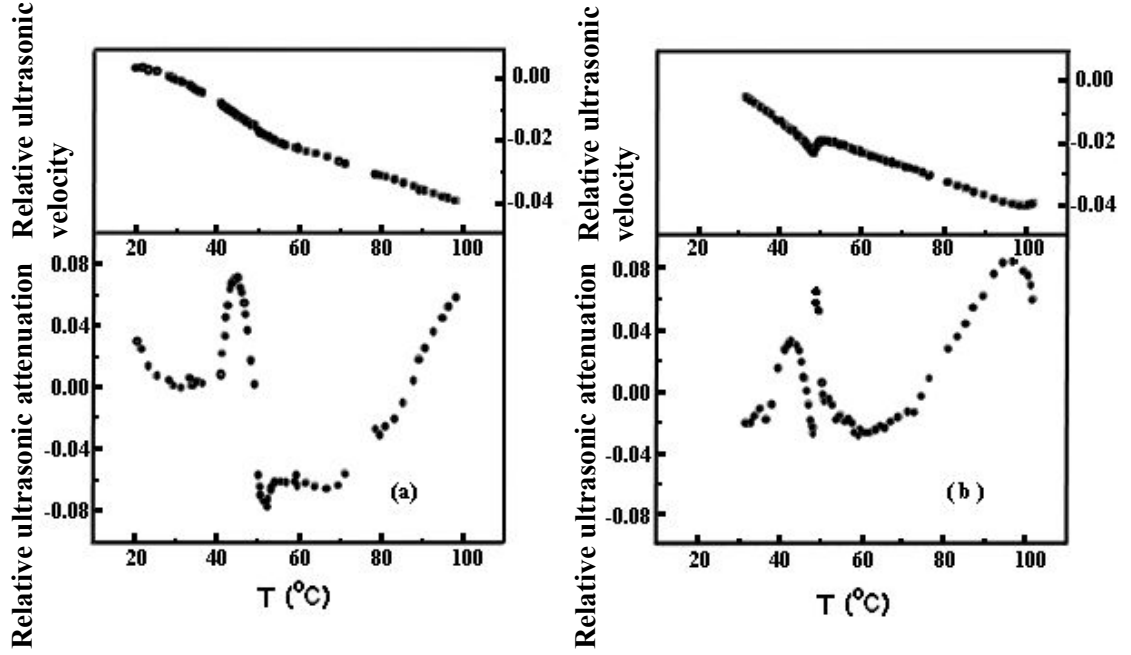 Relative ultrasonic
velocity
0.00
-0.02
-0.04
20 40 60 80 100
Relative ultrasonic attenuation
0.08
0.04
0.00
-0.04
-0.08
(a)
20 40 60 80 100
T (°C)
Relative ultrasonic
velocity
0.00
-0.02
-0.04
20 40 60 80 100
Relative ultrasonic attenuation
0.08
0.04
0.00
-0.04
-0.08
(b)
20 40 60 80 100
T (°C)